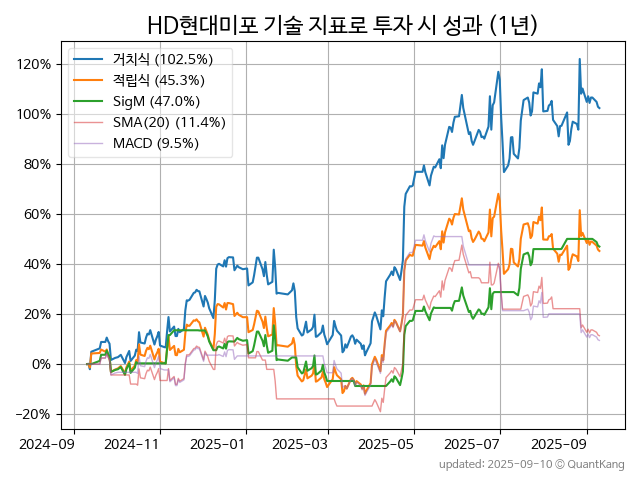 HD현대미포 기술 지표로 투자 시 성과 (1년)
거치식 (102.5%)
적립식 (45.3%)
SigM (47.0%)
SMA(20) (11.4%)
MACD (9.5%)
120%
100%
80%
60%
40%
20%
0%
−20%
2024-09 2024-11 2025-01 2025-03 2025-05 2025-07 2025-09
updated: 2025-09-10 © QuantKang